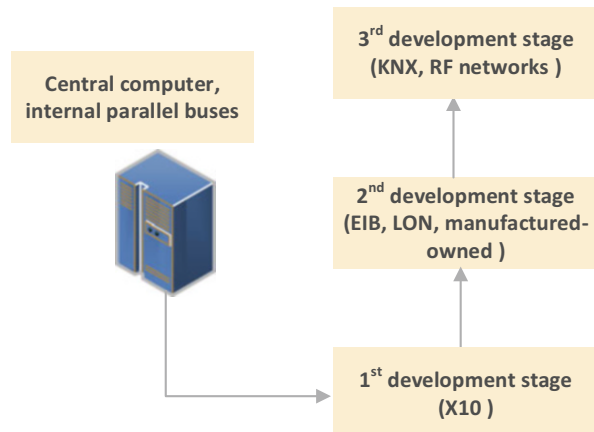 Central computer,
internal parallel buses
3rd development stage
(KNX, RF networks )
2nd development stage
(EIB, LON, manufactured-
owned )
1st development stage
(X10 )